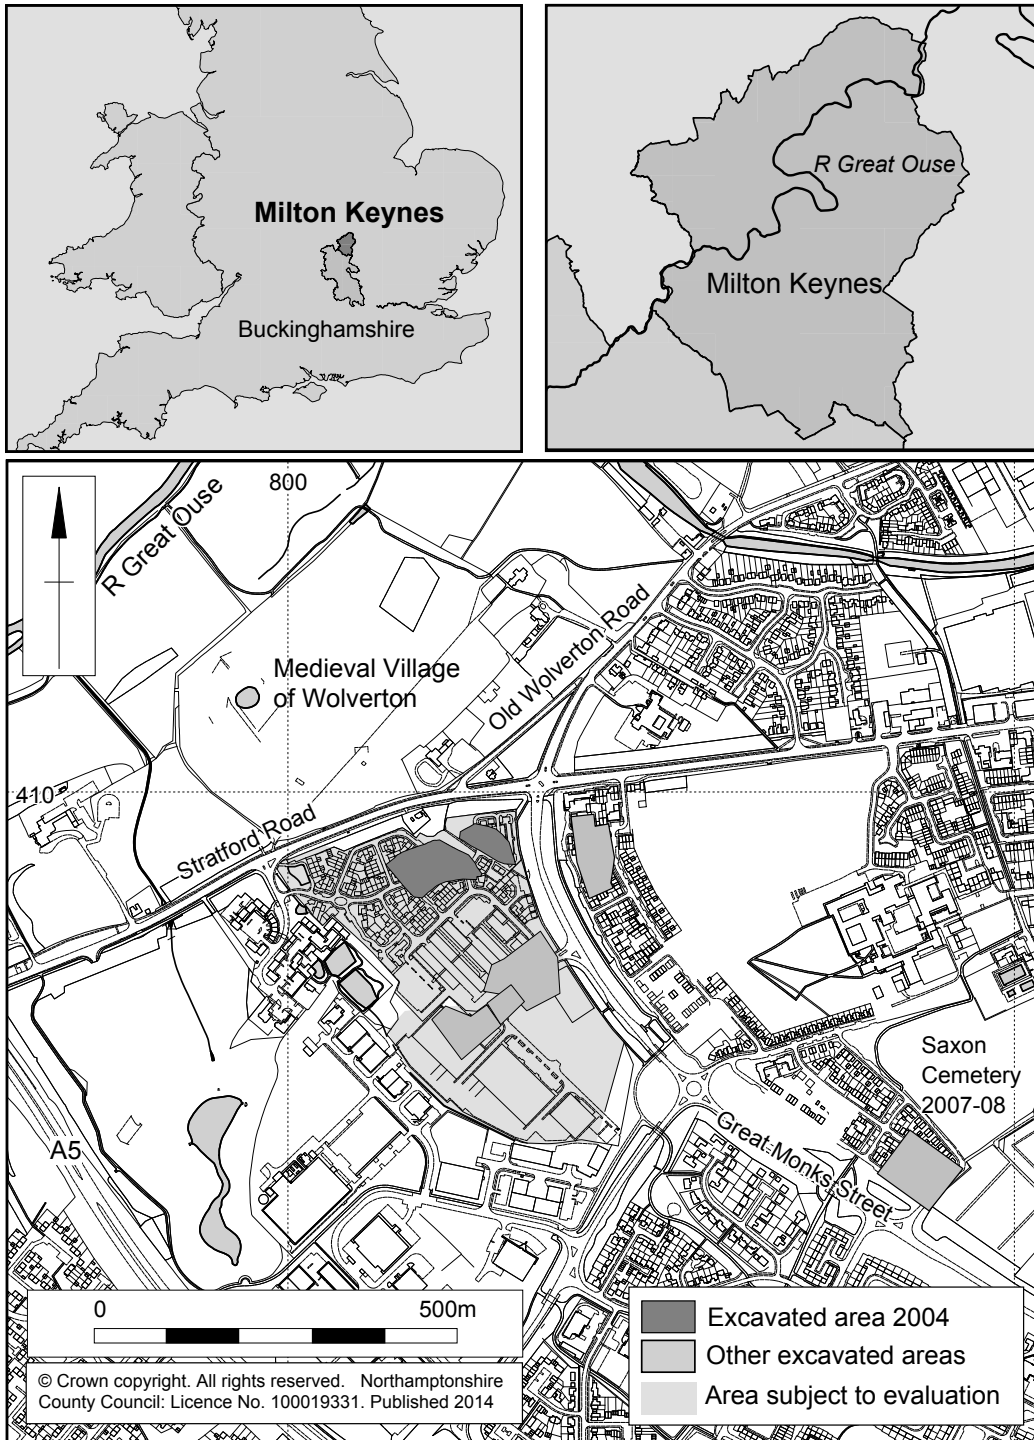 Milton Keynes
Buckinghamshire
R Great Ouse
Milton Keynes
800
R Great Ouse
Medieval Village
of Wolverton
Old Wolverton Road
410
Stratford Road
Saxon
Cemetery
2007-08
A5
Great Monks Street
0 500m
© Crown copyright. All rights reserved. Northamptonshire
County Council: Licence No. 100019331. Published 2014
Excavated area 2004
Other excavated areas
Area subject to evaluation